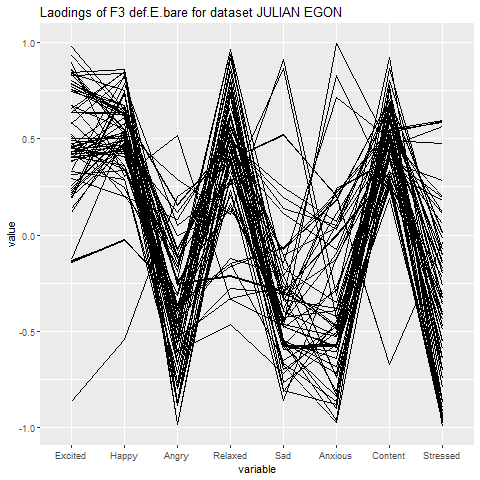 Laodings of F3 def.E.bare for dataset JULIAN EGON
1.0
0.5
0.0
-0.5
-1.0
value
Excited Happy Angry Relaxed Sad Anxious Content Stressed
variable